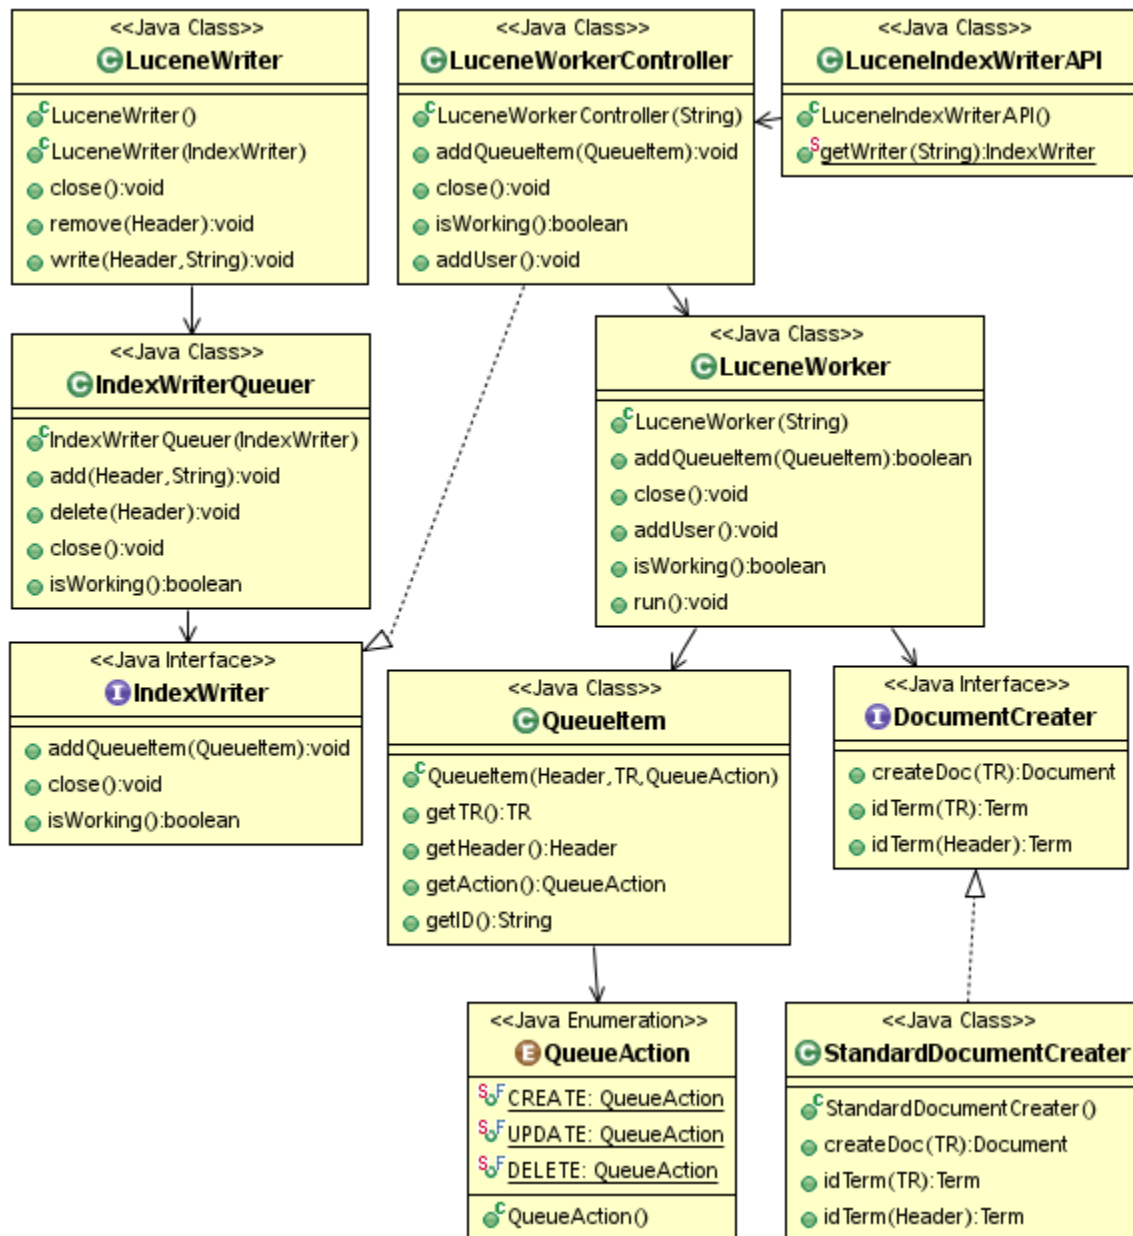 <<Java Class>>
LuceneWriter
LuceneWriter()
LuceneWriter(IndexWriter)
close():void
remove(Header):void
write(Header,String):void
<<Java Class>>
LuceneWorkerController
LuceneWorkerController(String)
addQueueItem(QueueItem):void
close():void
isWorking():boolean
addUser():void
<<Java Class>>
LuceneIndexWriterAPI
LuceneIndexWriterAPI()
getWriter(String):IndexWriter
<<Java Class>>
IndexWriterQueuer
IndexWriterQueuer(IndexWriter)
add(Header,String):void
delete(Header):void
close():void
isWorking():boolean
<<Java Class>>
LuceneWorker
LuceneWorker(String)
addQueueItem(QueueItem):boolean
close():void
addUser():void
isWorking():boolean
run():void
<<Java Interface>>
IndexWriter
addQueueItem(QueueItem):void
close():void
isWorking():boolean
<<Java Class>>
QueueItem
QueueItem(Header,TR,QueueAction)
getTR():TR
getHeader():Header
getAction():QueueAction
getID():String
<<Java Interface>>
DocumentCreater
createDoc(TR):Document
idTerm(TR):Term
idTerm(Header):Term
<<Java Enumeration>>
QueueAction
CREATE: QueueAction
UPDATE: QueueAction
DELETE: QueueAction
QueueAction()
<<Java Class>>
StandardDocumentCreater
StandardDocumentCreater()
createDoc(TR):Document
idTerm(TR):Term
idTerm(Header):Term